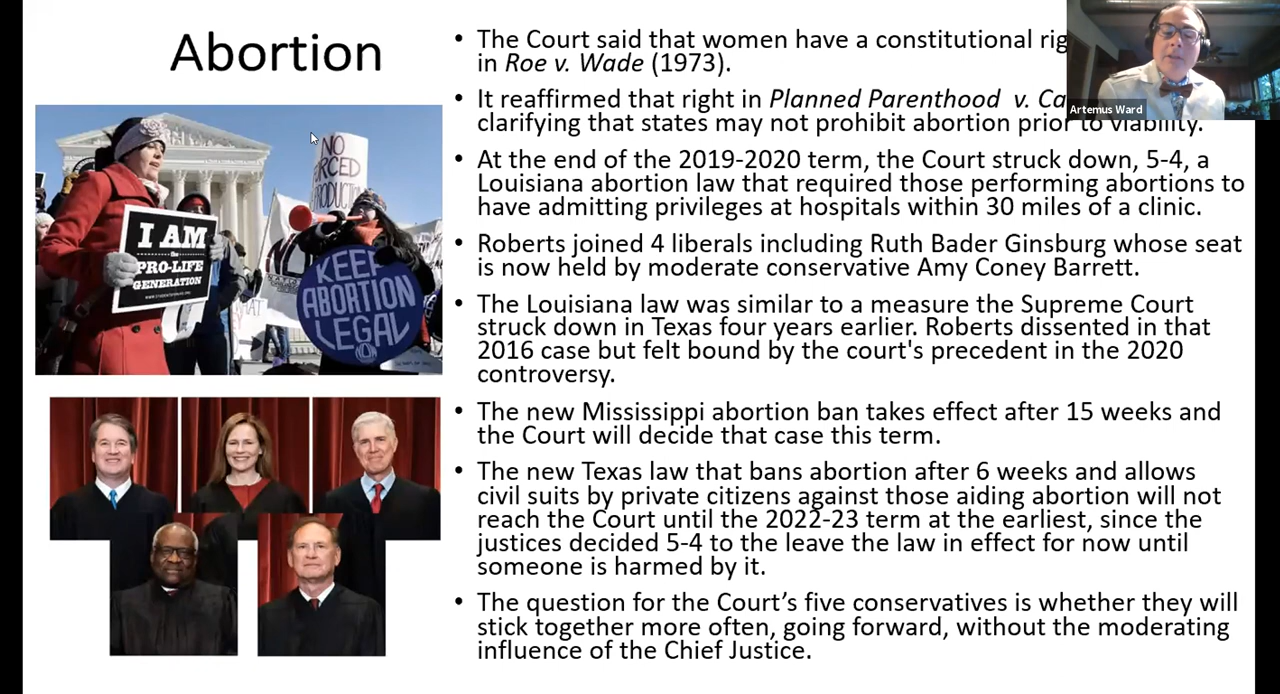 Abortion
• The Court said that women have a constitutional
in Roe v. Wade (1973).
• It reaffirmed that right in Planned Parenthood v.
clarifying that states may not prohibit abortion prior to viability.
• At the end of the 2019-2020 term, the Court struck down, 5-4, a
Louisiana abortion law that required those performing abortions to
have admitting privileges at hospitals within 30 miles of a clinic.
• Roberts joined 4 liberals including Ruth Bader Ginsburg whose seat
is now held by moderate conservative Amy Coney Barrett.
• The Louisiana law was similar to a measure the Supreme Court
struck down in Texas four years earlier. Roberts dissented in that
2016 case but felt bound by the court's precedent in the 2020
controversy.
• The new Mississippi abortion ban takes effect after 15 weeks and
the Court will decide that case this term.
• The new Texas law that bans abortion after 6 weeks and allows
civil suits by private citizens against those aiding abortion will not
reach the Court until the 2022-23 term at the earliest, since the
justices decided 5-4 to the leave the law in effect for now until
someone is harmed by it.
• The question for the Court's five conservatives is whether they will
stick together more often, going forward, without the moderating
influence of the Chief Justice.
Artemus Ward
I AM
the
PRO-LIFE
GENERATION
NO
KEEP
ABORTION
LEGAL
NOW